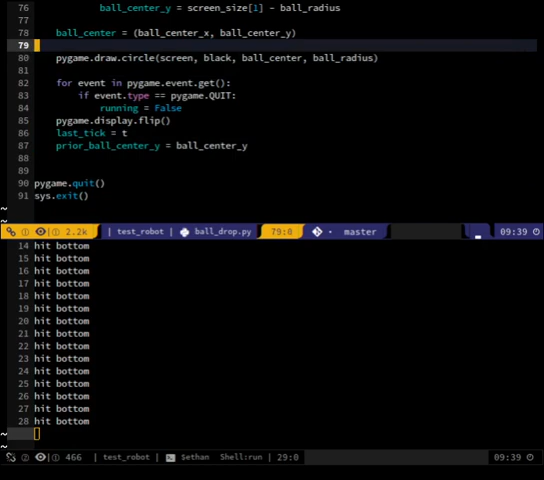 76 ball_center_y = screen_size[1] - ball_radius
77
78 ball_center = (ball_center_x, ball_center_y)
79
80 pygame.draw.circle(screen, black, ball_center, ball_radius)
82 for event in pygame.event.get():
83 if event.type == pygame.QUIT:
84 running = False
85 pygame.display.flip()
86 last_tick = t
87 prior_ball_center_y = ball_center_y
88
89
90 pygame.quit()
91 sys.exit()
~
~
① 2.2k | test_robot | ball_drop.py 79:0 master 09:39
14 hit bottom
15 hit bottom
16 hit bottom
17 hit bottom
18 hit bottom
19 hit bottom
20 hit bottom
21 hit bottom
22 hit bottom
23 hit bottom
24 hit bottom
25 hit bottom
26 hit bottom
27 hit bottom
28 hit bottom
~
~
② ① 466 | test_robot | $ethan Shell:run | 29:0 09:39